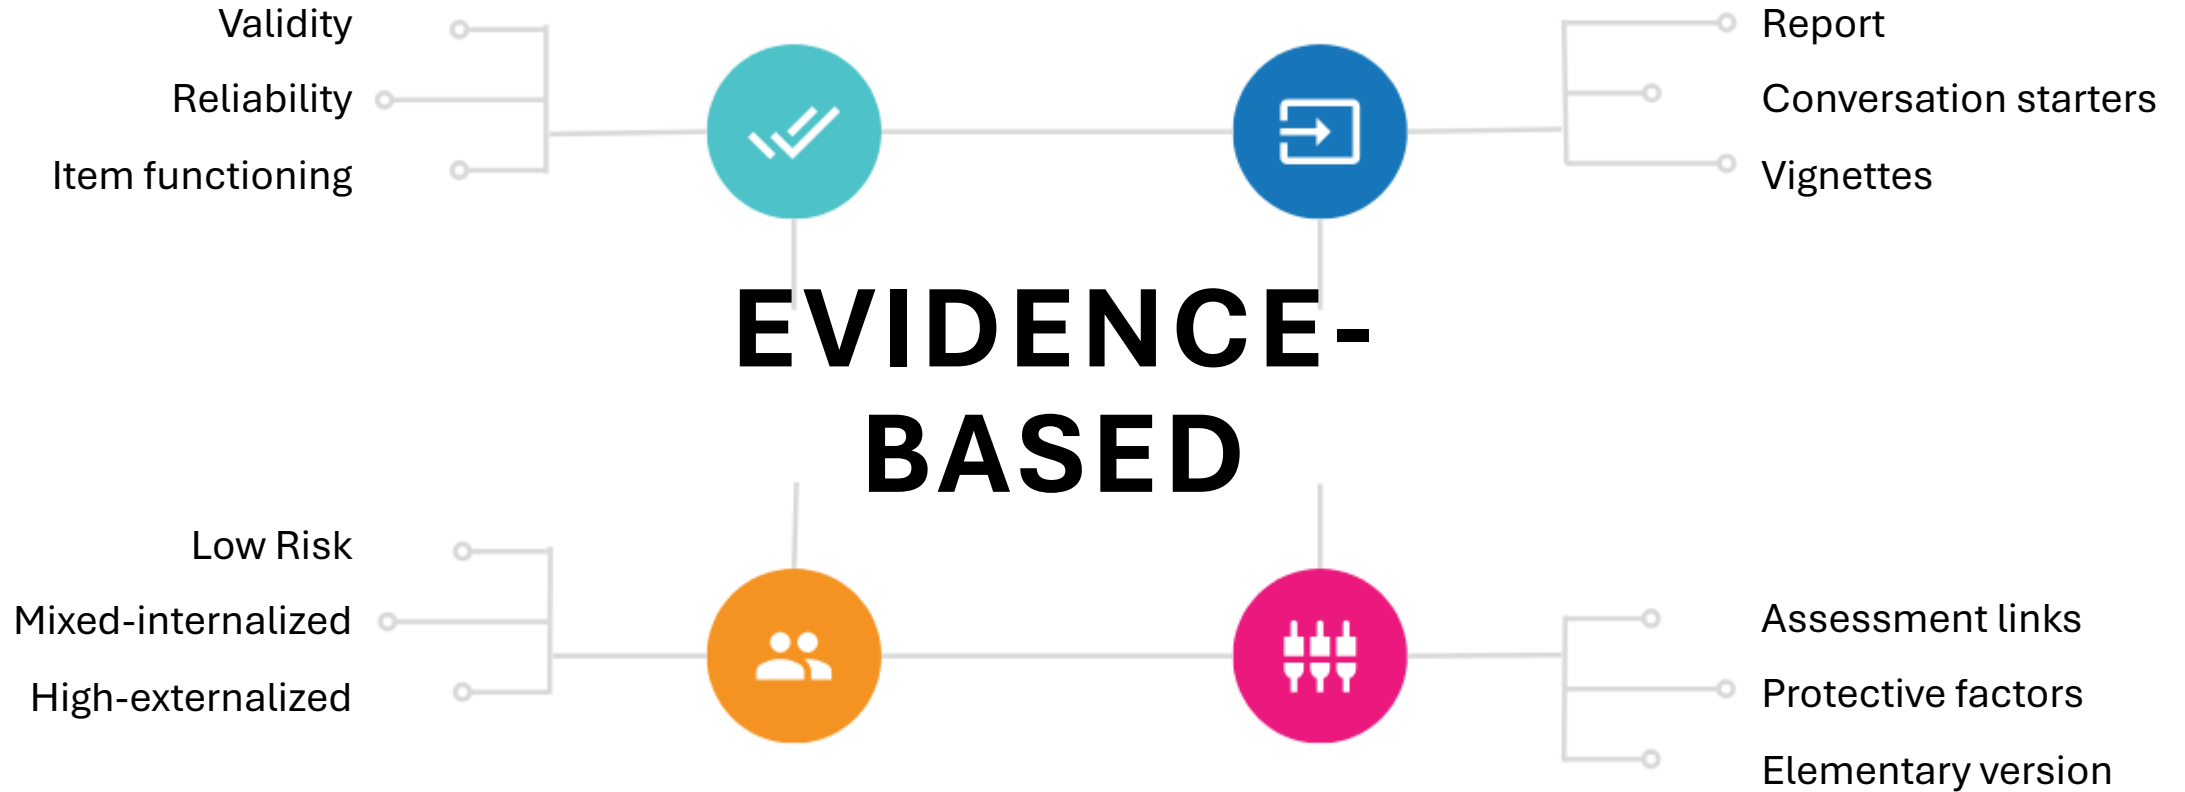 Validity
Reliability
Item functioning
Report
Conversation starters
Vignettes
EVIDENCE-
BASED
Low Risk
Mixed-internalized
High-externalized
Assessment links
Protective factors
Elementary version